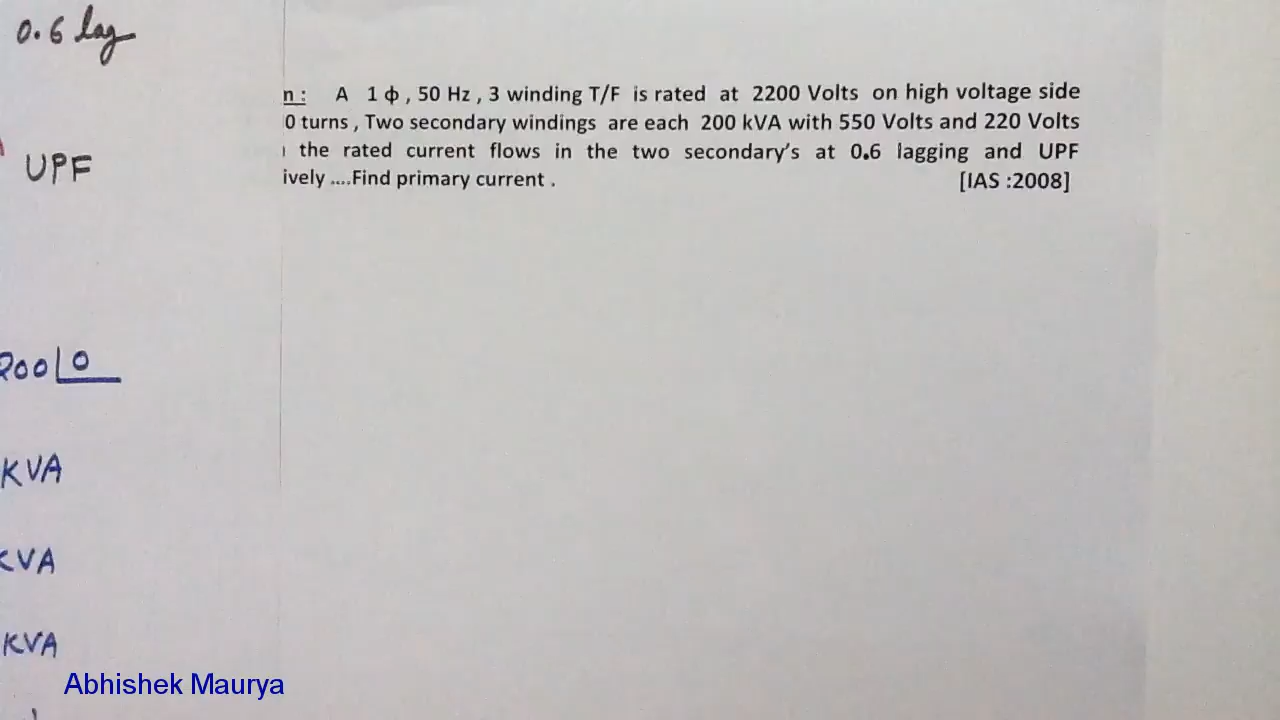 0.6 lag
n : A 1 ϕ , 50 Hz , 3 winding T/F is rated at 2200 Volts on high voltage side
0 turns , Two secondary windings are each 200 kVA with 550 Volts and 220 Volts
the rated current flows in the two secondary's at 0.6 lagging and UPF
UPF
ively ....Find primary current .
[IAS :2008]
200∟0
KVA
KVA
KVA
Abhishek Maurya